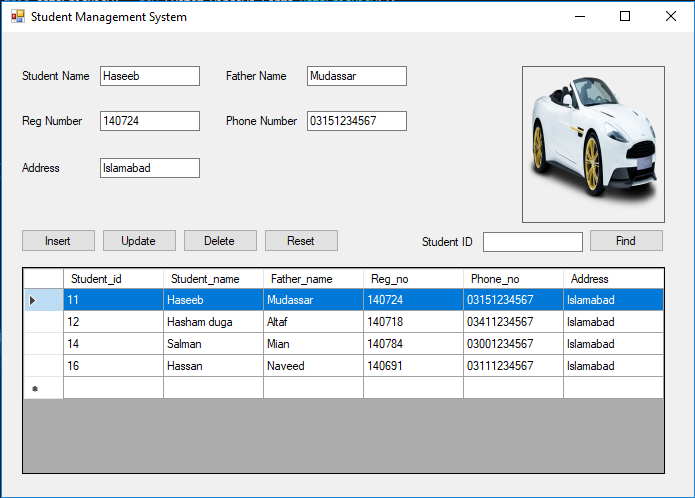 Student Management System
Student Name Haseeb Father Name Mudassar
Reg Number 140724 Phone Number 03151234567
Address Islamabad
Insert Update Delete Reset Student ID Find
Student_id Student_name Father_name Reg_no Phone_no Address
11 Haseeb Mudassar 140724 03151234567 Islamabad
12 Hasham duga Altaf 140718 03411234567 Islamabad
14 Salman Mian 140784 03001234567 Islamabad
16 Hassan Naveed 140691 03111234567 Islamabad